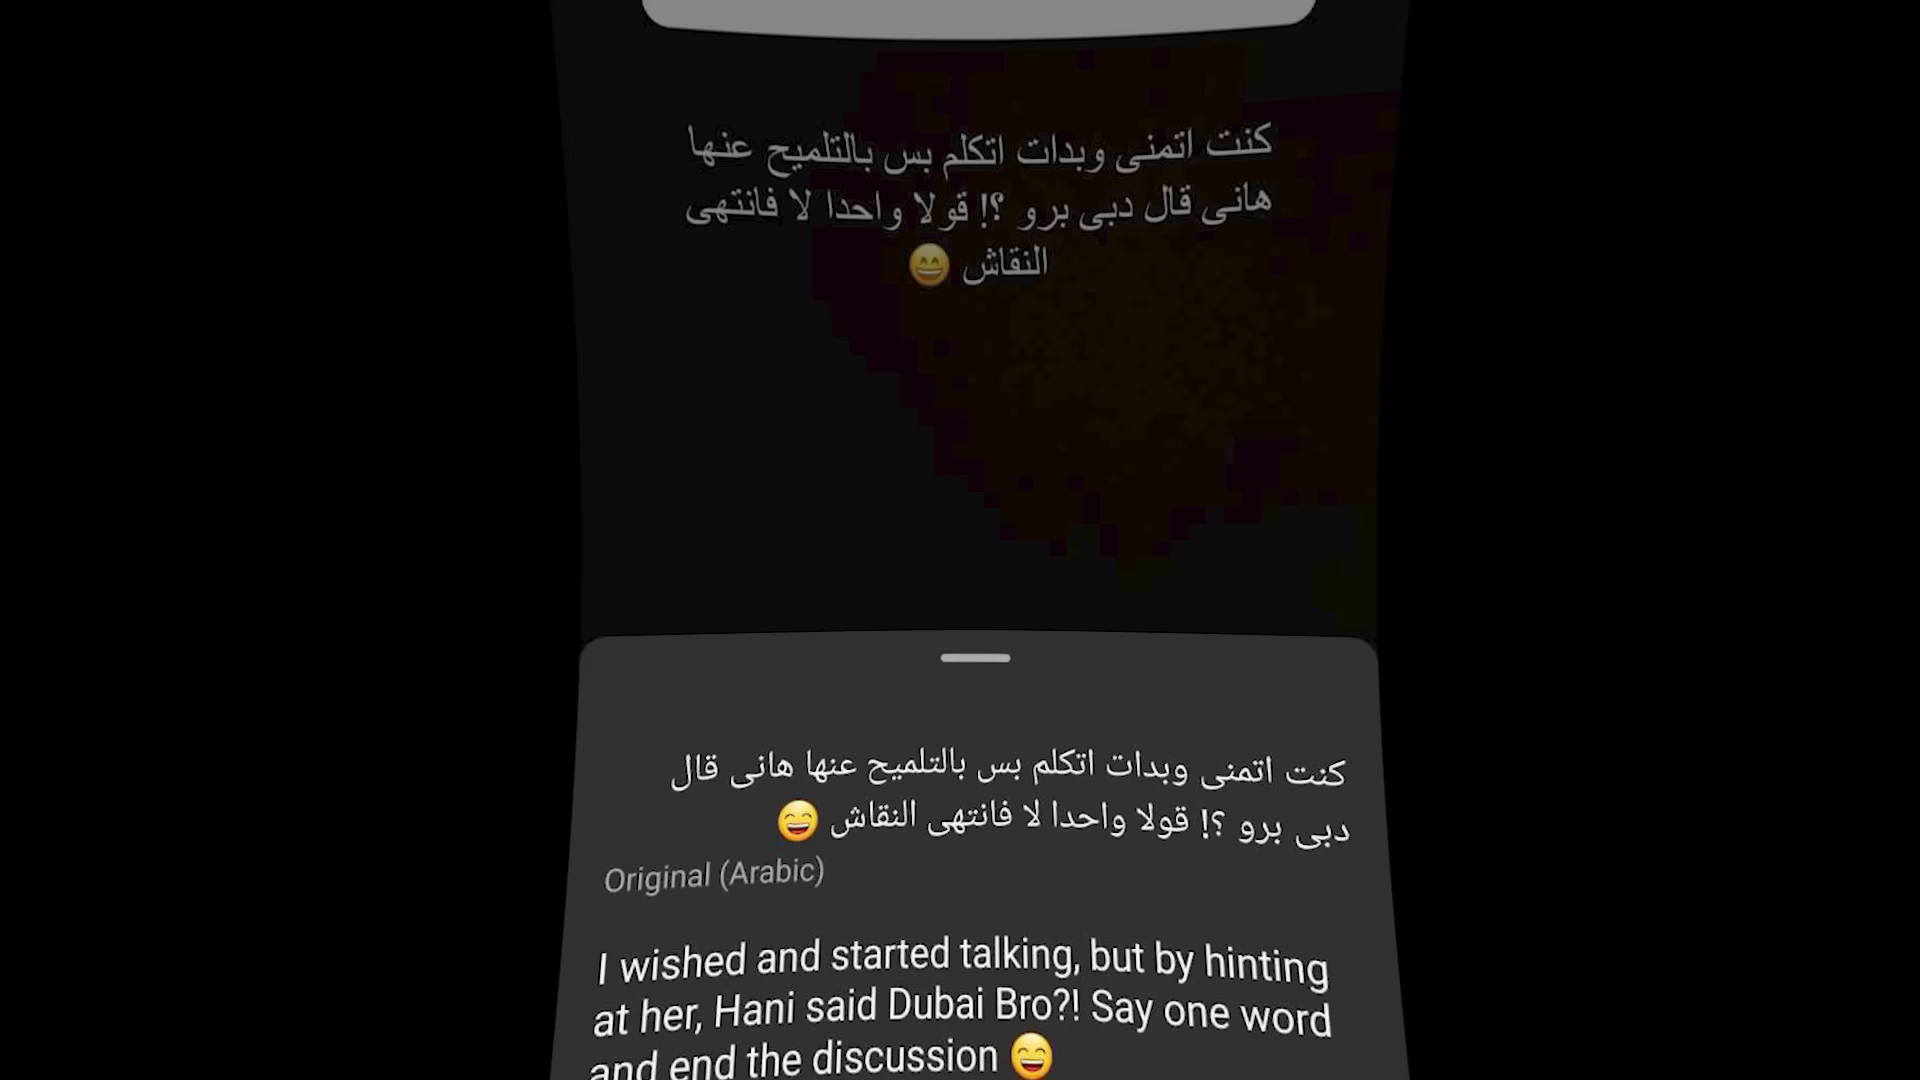 كنت اتمنى وبدات اتكلم بس بالتلميح عنها
هانى قال دبى برو ؟! قولا واحدا لا فانتهى
النقاش 😄
كنت اتمنى وبدات اتكلم بس بالتلميح عنها هانى قال
دبى برو ؟! قولا واحدا لا فانتهى النقاش 😄
Original (Arabic)
I wished and started talking, but by hinting
at her, Hani said Dubai Bro?! Say one word
and end the discussion 😄